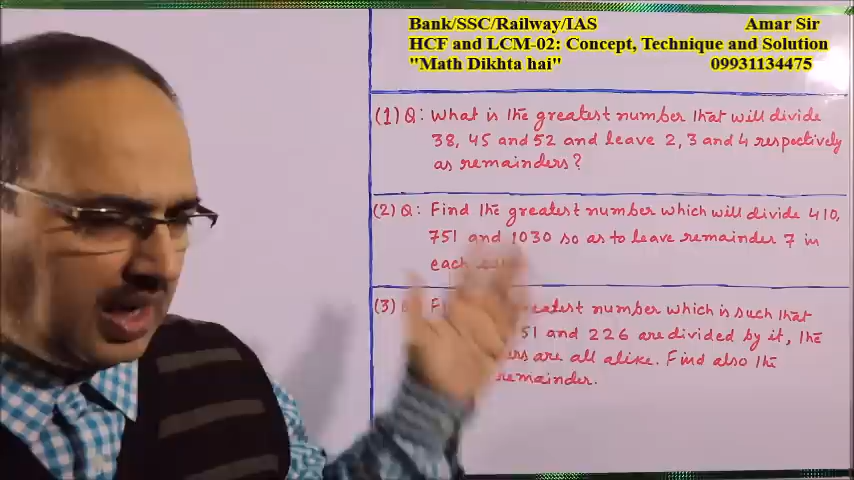 Bank/SSC/Railway/IAS Amar Sir
HCF and LCM-02: Concept, Technique and Solution
"Math Dikhta hai" 09931134475
(1) Q: What is the greatest number that will divide
38, 45 and 52 and leave 2, 3 and 4 respectively
as remainders?
(2) Q: Find the greatest number which will divide 410,
751 and 1030 so as to leave remainder 7 in
each
(3) greatest number which is such that
51 and 226 are divided by it, the
are all alike. Find also the
remainder.